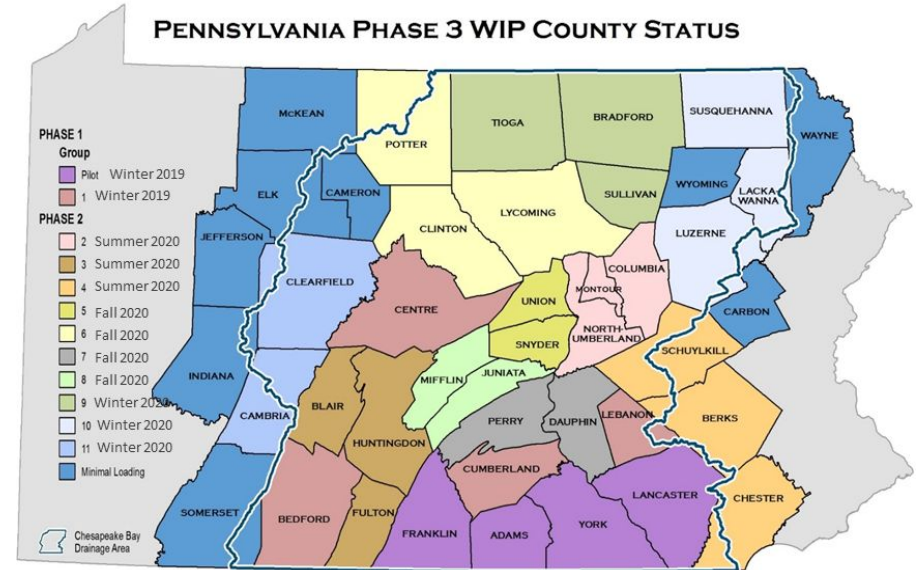 PENNSYLVANIA PHASE 3 WIP COUNTY STATUS
PHASE 1
Group
Pilot Winter 2019
1 Winter 2019
PHASE 2
2 Summer 2020
3 Summer 2020
4 Summer 2020
5 Fall 2020
6 Fall 2020
7 Fall 2020
8 Fall 2020
9 Winter 2020
10 Winter 2020
11 Winter 2020
Minimal Loading
Chesapeake Bay
Drainage Area
MCKEAN
POTTER
TIOGA
BRADFORD
SUSQUEHANNA
WAYNE
ELK
CAMERON
SULLIVAN
WYOMING
LACKA
WANNA
JEFFERSON
CLINTON
LYCOMING
LUZERNE
CLEARFIELD
CENTRE
UNION
MONTOUR
COLUMBIA
CARBON
SNYDER
NORTH-
UMBERLAND
SCHUYLKILL
INDIANA
CAMBRIA
BLAIR
HUNTINGDON
MIFFLIN
JUNIATA
PERRY
DAUPHIN
LEBANON
BERKS
SOMERSET
BEDFORD
FULTON
FRANKLIN
CUMBERLAND
ADAMS
YORK
LANCASTER
CHESTER